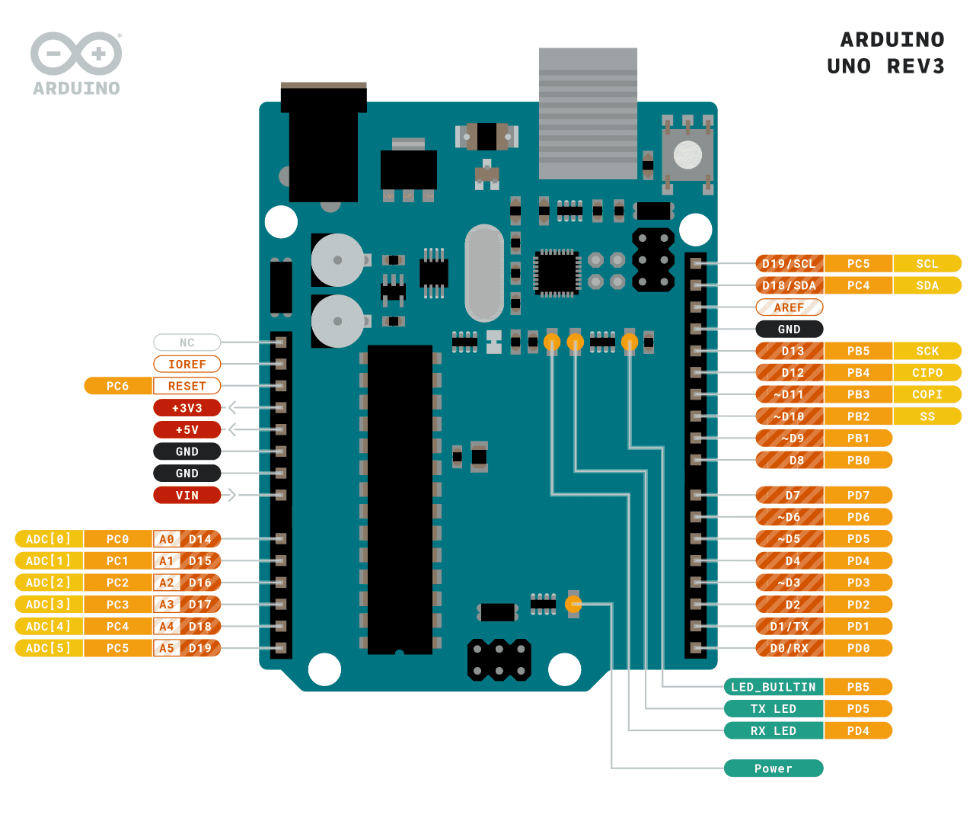 ARDUINO
ARDUINO
UNO REV3
NC
IOREF
PC6 RESET
+3V3
+5V
GND
GND
VIN
ADC[0] PC0 A0 D14
ADC[1] PC1 A1 D15
ADC[2] PC2 A2 D16
ADC[3] PC3 A3 D17
ADC[4] PC4 A4 D18
ADC[5] PC5 A5 D19
D19/SCL PC5 SCL
D18/SDA PC4 SDA
AREF
GND
D13 PB5 SCK
D12 PB4 CIPO
~D11 PB3 COPI
~D10 PB2 SS
~D9 PB1
D8 PB0
D7 PD7
~D6 PD6
~D5 PD5
D4 PD4
~D3 PD3
D2 PD2
D1/TX PD1
D0/RX PD0
LED_BUILTIN PB5
TX LED PD5
RX LED PD4
Power